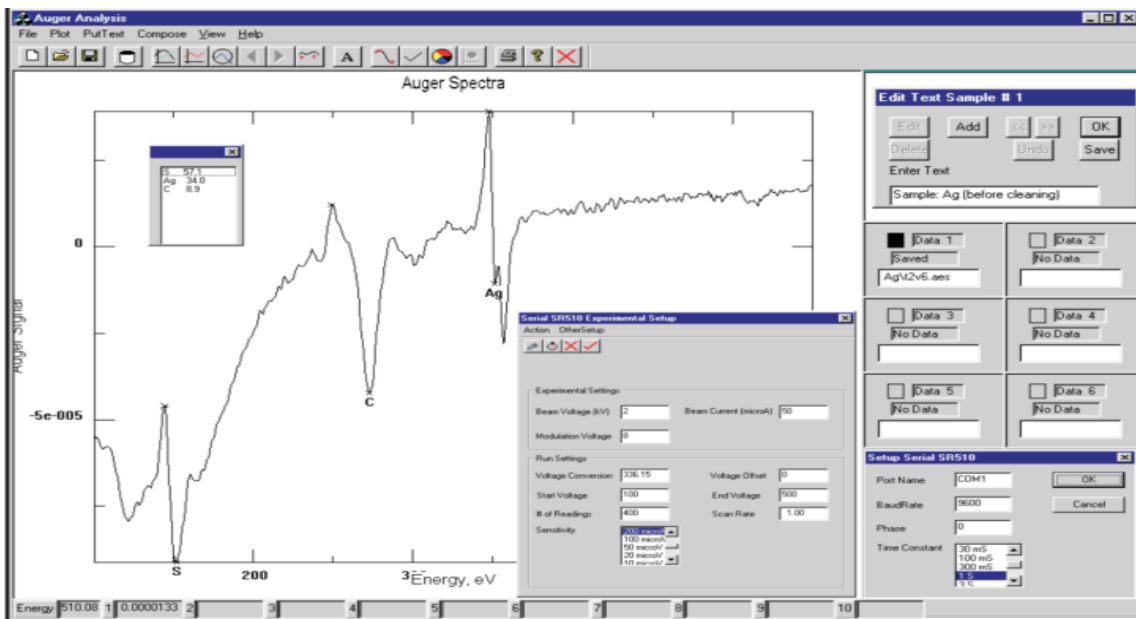 Auger Analysis
File Plot PutText Compose View Help
A
?
Auger Spectra
S 57.1
Ag 34.0
C 8.9
0
-5e-005
Auger Signal
Ag
C
S
200
Energy, eV
Edit Text Sample # 1
Edit Add << >> OK
Delete Undo Save
Enter Text
Sample: Ag (before cleaning)
Data 1 Data 2
Saved No Data
Ag\t2v6.aes
Data 3 Data 4
No Data No Data
Data 5 Data 6
No Data No Data
Serial SR510 Experimental Setup
Action OtherSetup
Experimental Settings
Beam Voltage (kV) 2 Beam Current (microA) 50
Modulation Voltage 8
Run Settings
Voltage Conversion 336.15 Voltage Offset 0
Start Voltage 100 End Voltage 500
# of Readings 400 Scan Rate 1.00
Sensitivity 200 microV
100 microV
50 microV
20 microV
10 microV
Setup Serial SR510
Port Name COM1 OK
BaudRate 9600 Cancel
Phase 0
Time Constant 30 mS
100 mS
300 mS
1 S
3 S
Energy 510.08 1 0.0000133 2 3 4 5 6 7 8 9 10